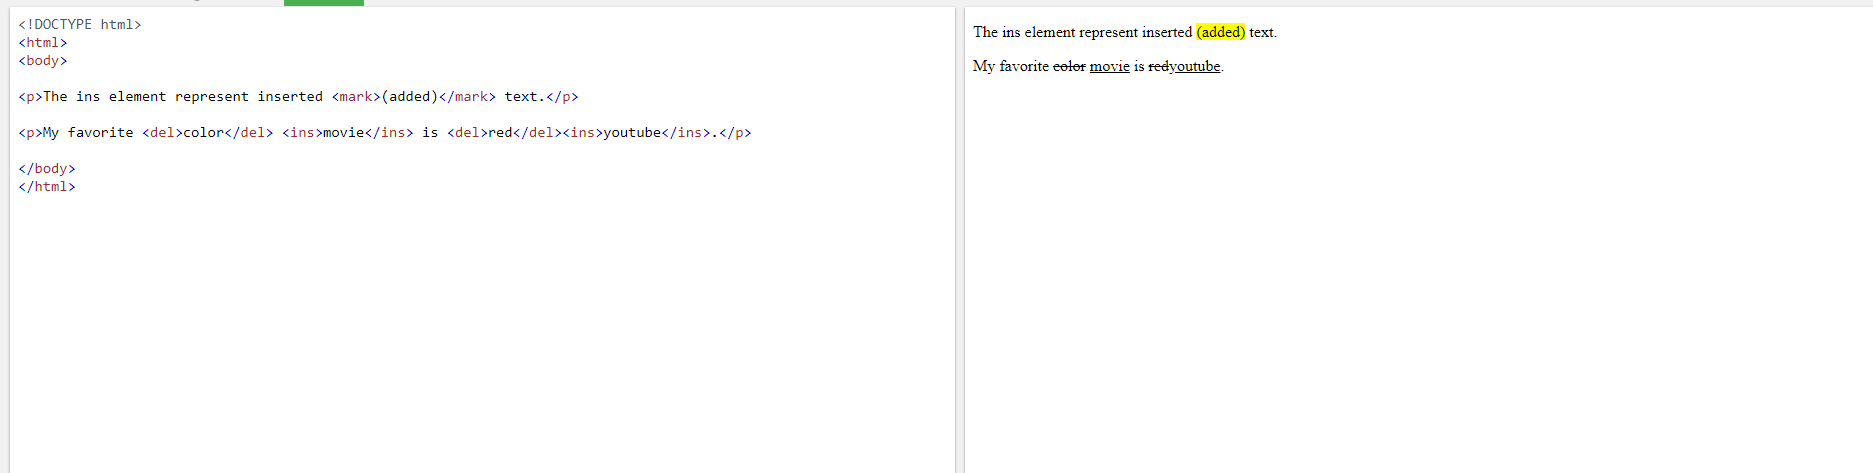 <!DOCTYPE html>
<html>
<body>
<p>The ins element represent inserted <mark>(added)</mark> text.</p>
<p>My favorite <del>color</del> <ins>movie</ins> is <del>red</del><ins>youtube</ins>.</p>
</body>
</html>
The ins element represent inserted (added) text.
My favorite color movie is redyoutube.